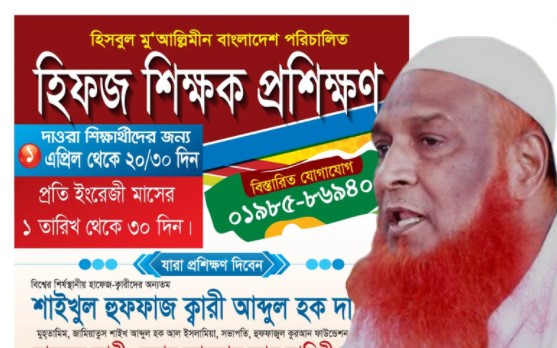 হিসবুল মু'আল্লিমীন বাংলাদেশ পরিচালিত
হিফজ শিক্ষক প্রশিক্ষণ
দাওরা শিক্ষার্থীদের জন্য
১ এপ্রিল থেকে ২০/৩০ দিন
প্রতি ইংরেজী মাসের
১ তারিখ থেকে ৩০ দিন।
বিস্তারিত যোগাযোগ
০১৯৮৫-৮৬৯৪০
যারা প্রশিক্ষণ দিবেন
বিশ্বের শির্ষস্থানীয় হাফেজ-ক্বারীদের অন্যতম
শাইখুল হুফফাজ ক্বারী আব্দুল হক দা
মুহতামিম, জামিয়াতুস শাইখ আব্দুল হক আল ইসলামিয়া, সভাপতি, হুফফাজুল কুরআন ফাউন্ডেশন